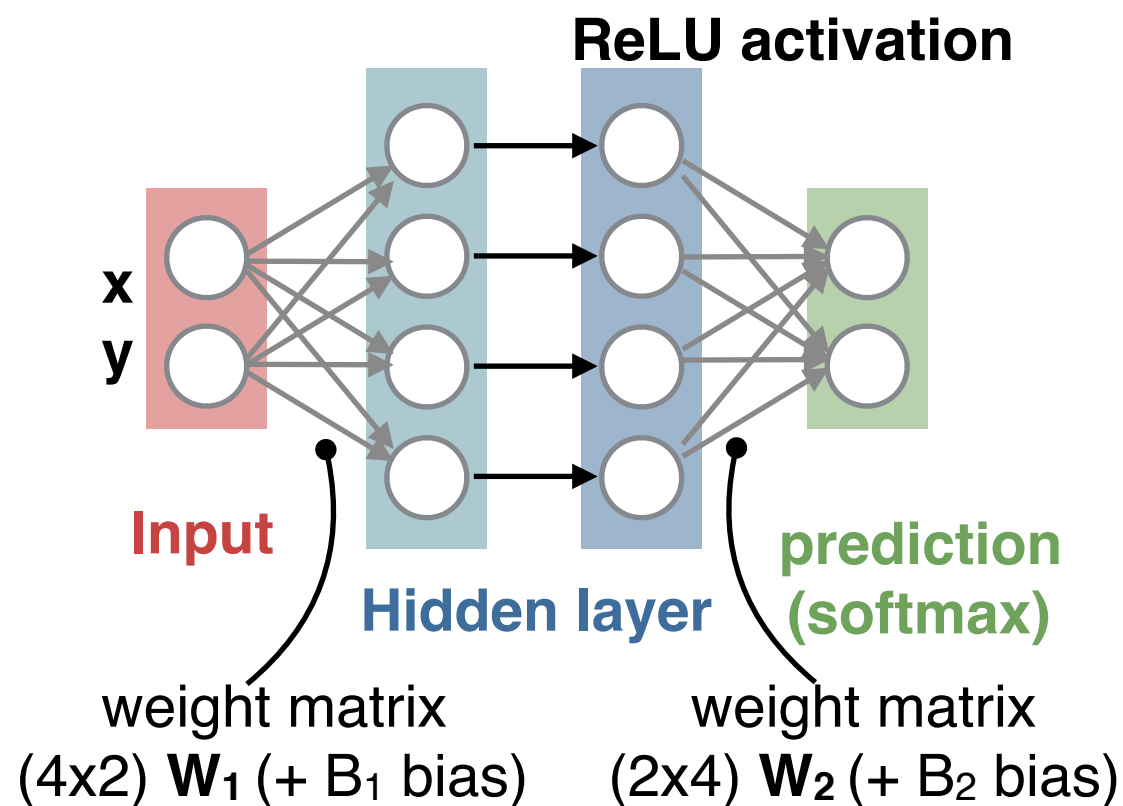 ReLU activation
x
y
Input
Hidden layer
prediction
(softmax)
weight matrix
(4x2) W₁ (+ B₁ bias)
weight matrix
(2x4) W₂ (+ B₂ bias)